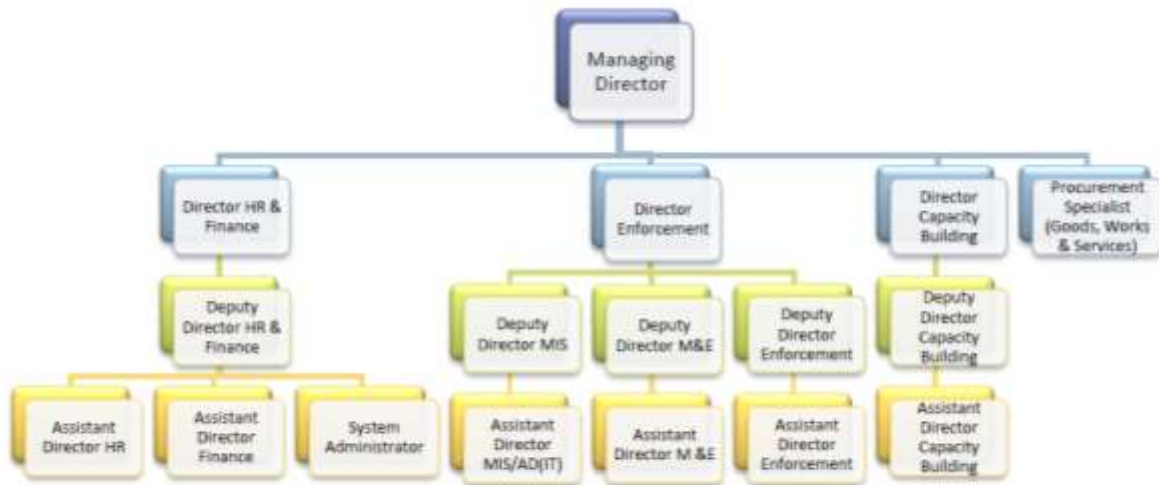 Managing
Director
Director HR &
Finance
Director
Enforcement
Director
Capacity
Building
Procurement
Specialist
(Goods, Works
& Services)
Deputy
Director HR &
Finance
Deputy
Director MIS
Deputy
Director M&E
Deputy
Director
Enforcement
Deputy
Director
Capacity
Building
Assistant
Director HR
Assistant
Director
Finance
System
Administrator
Assistant
Director
MIS/AD(IT)
Assistant
Director M &E
Assistant
Director
Enforcement
Assistant
Director
Capacity
Building